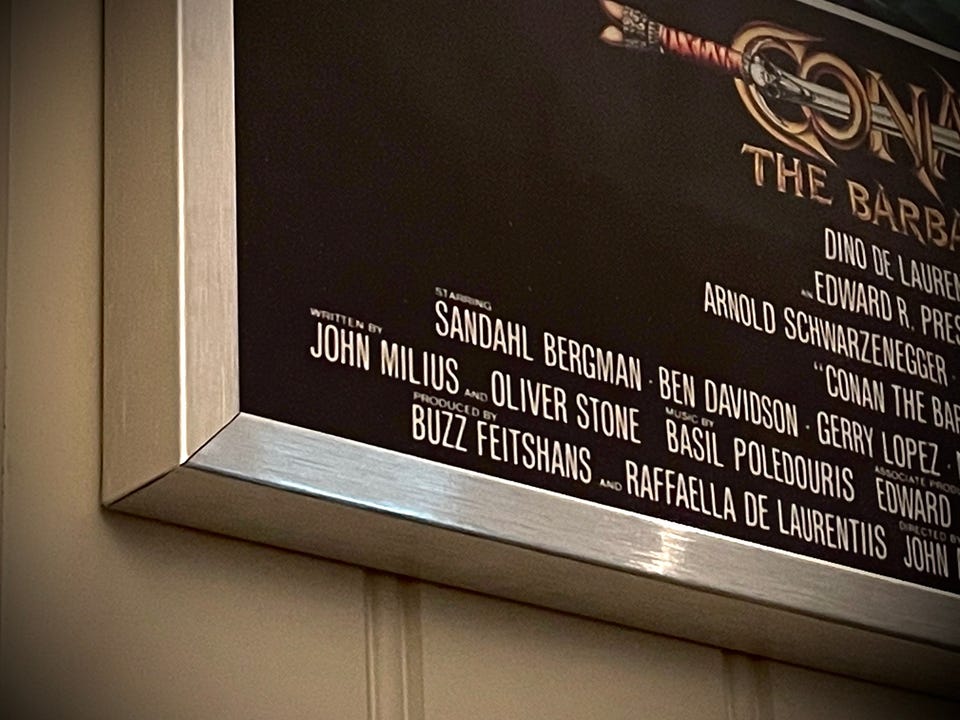 CONA
THE BARBA
DINO DE LAUREN
AN EDWARD R. PRES
ARNOLD SCHWARZENEGGER ·
"CONAN THE BAR
STARRING
SANDAHL BERGMAN · BEN DAVIDSON · GERRY LOPEZ ·
WRITTEN BY MUSIC BY ASSOCIATE PROD
JOHN MILIUS AND OLIVER STONE BASIL POLEDOURIS EDWARD
PRODUCED BY DIRECTED BY
BUZZ FEITSHANS AND RAFFAELLA DE LAURENTIIS JOHN